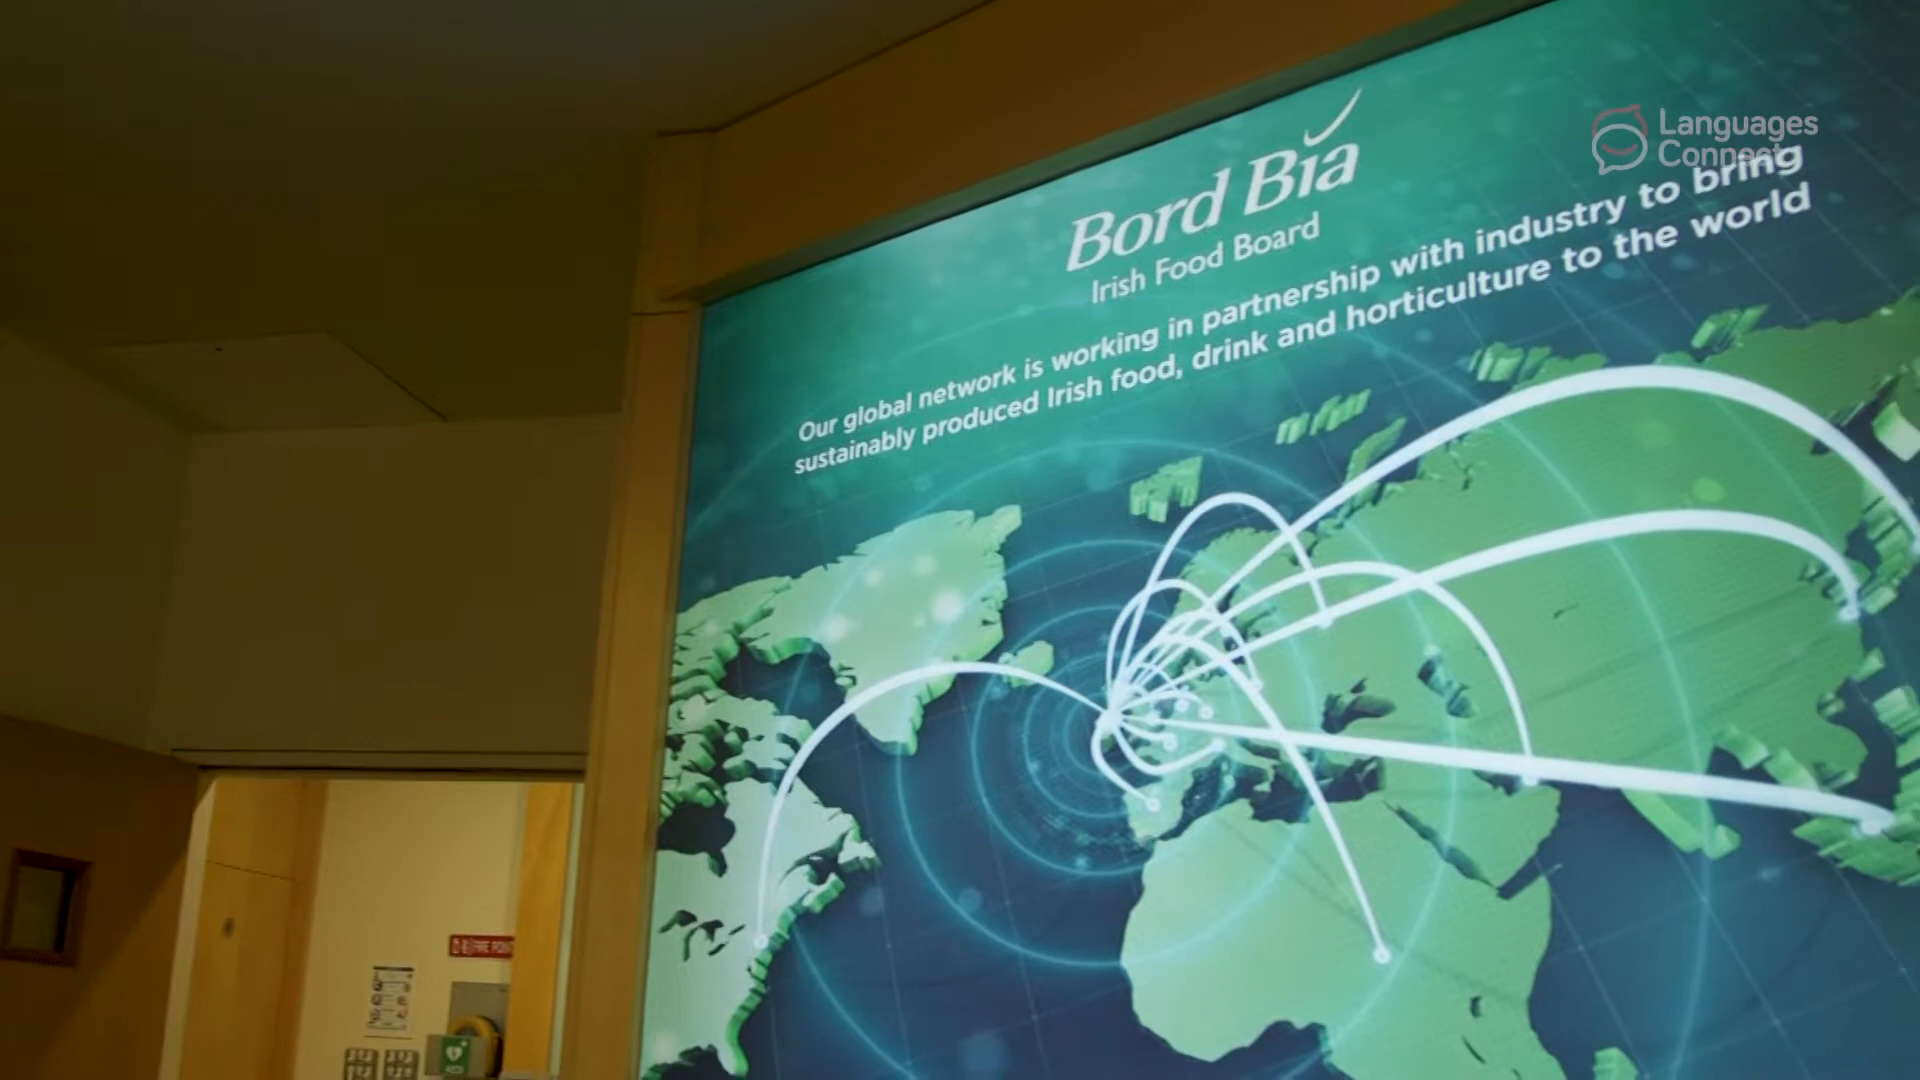 Languages
Connect
Bord Bia
Irish Food Board
Our global network is working in partnership with industry to bring
sustainably produced Irish food, drink and horticulture to the world
FIRE POINT
AED